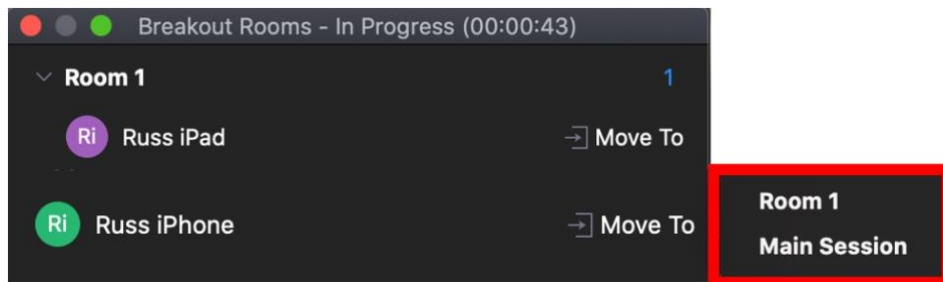 Breakout Rooms - In Progress (00:00:43)
Room 1 1
Ri Russ iPad Move To
Ri Russ iPhone Move To
Room 1
Main Session